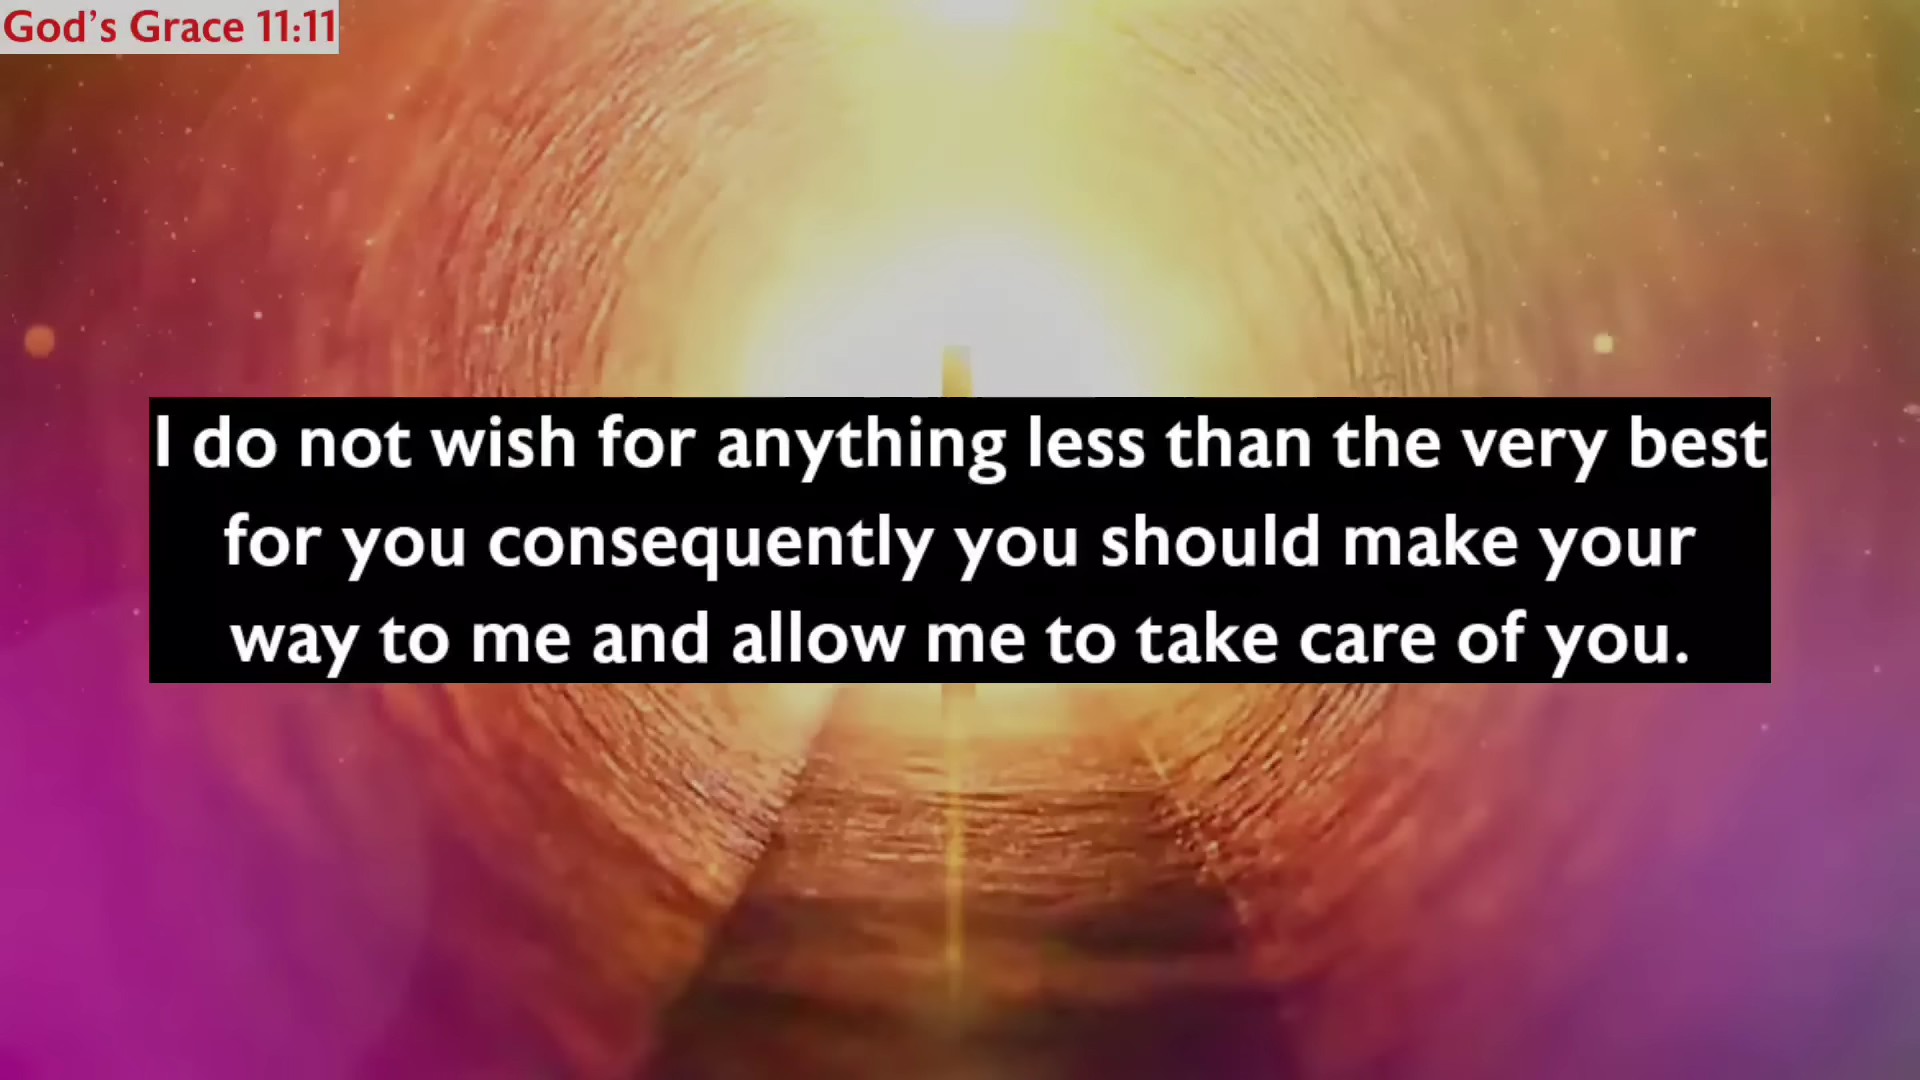 God's Grace 11:11
I do not wish for anything less than the very best
for you consequently you should make your
way to me and allow me to take care of you.